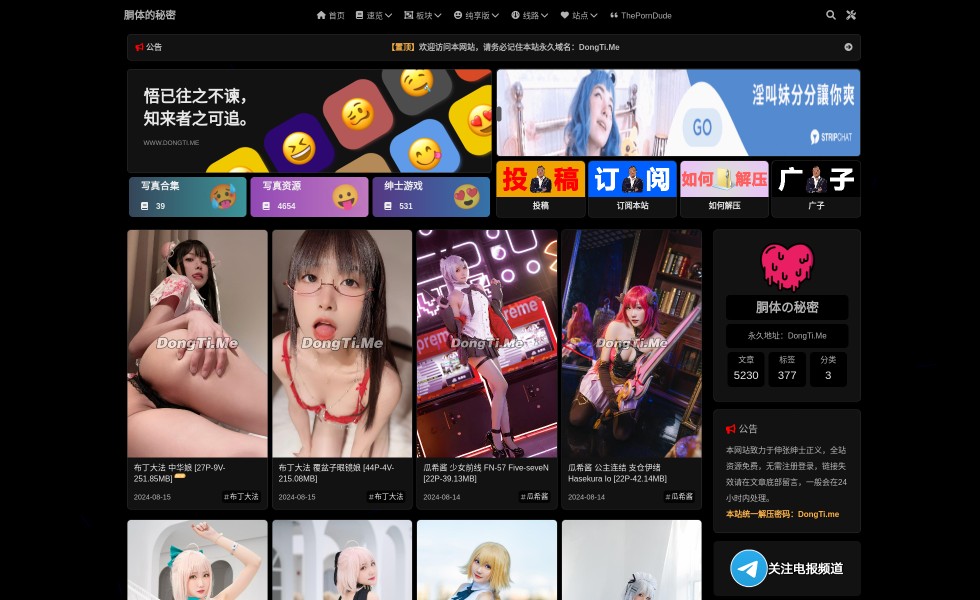 胴体的秘密
首页 速览 板块 纯享版 线路 站点 ThePornDude
公告
【置顶】欢迎访问本网站，请务必记住本站永久域名：DongTi.Me
悟已往之不谏，
知来者之可追。
WWW.DONGTI.ME
淫叫妹分分讓你爽
GO
STRIPCHAT
写真合集
39
写真资源
4654
绅士游戏
531
投稿
订阅
如何解压
广子
投稿
订阅本站
如何解压
广子
DongTi.Me
DongTi.Me
DongTi.Me
DongTi.Me
布丁大法 中华娘 [27P-9V-
251.85MB]
2024-08-15
#布丁大法
布丁大法 覆盆子眼镜娘 [44P-4V-
215.08MB]
2024-08-15
#布丁大法
瓜希酱 少女前线 FN-57 Five-seveN
[22P-39.13MB]
2024-08-14
#瓜希酱
瓜希酱 公主连结 支仓伊绪
Hasekura Io [22P-42.14MB]
2024-08-14
#瓜希酱
胴体の秘密
永久地址：DongTi.Me
文章 标签 分类
5230 377 3
公告
本网站致力于伸张绅士正义，全站
资源免费，无需注册登录，链接失
效请在文章底部留言，一般会在24
小时内处理。
本站统一解压密码：DongTi.me
关注电报频道